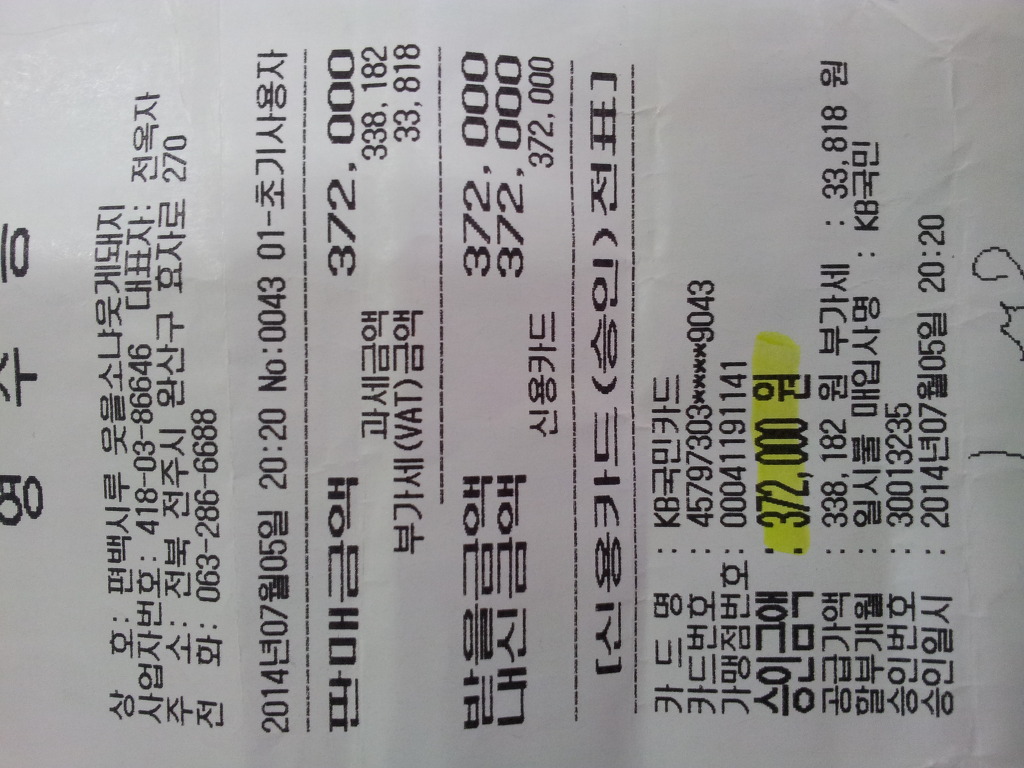 영 수 증
상 호: 편백시루 웃을소냐웃게돼지
사업자번호: 418-03-86646 대표자: 전옥자
주 소: 전북 전주시 완산구 효자로 270
전 화: 063-286-6688
2014년07월05일 20:20 No:0043 01-초기사용자
판매금액 372,000
과세금액 338,182
부가세(VAT)금액 33,818
받을금액 372,000
내신금액 372,000
신용카드 372,000
[신용카드(승인)전표]
카 드 명 : KB국민카드
카드번호 : 45797303****9043
가맹점번호: 00041191141
승인금액 : 372,000 원
공급가액 : 338,182 원 부가세 : 33,818 원
할부개월 : 일시불 매입사명 : KB국민
승인번호 : 30013235
승인일시 : 2014년07월05일 20:20